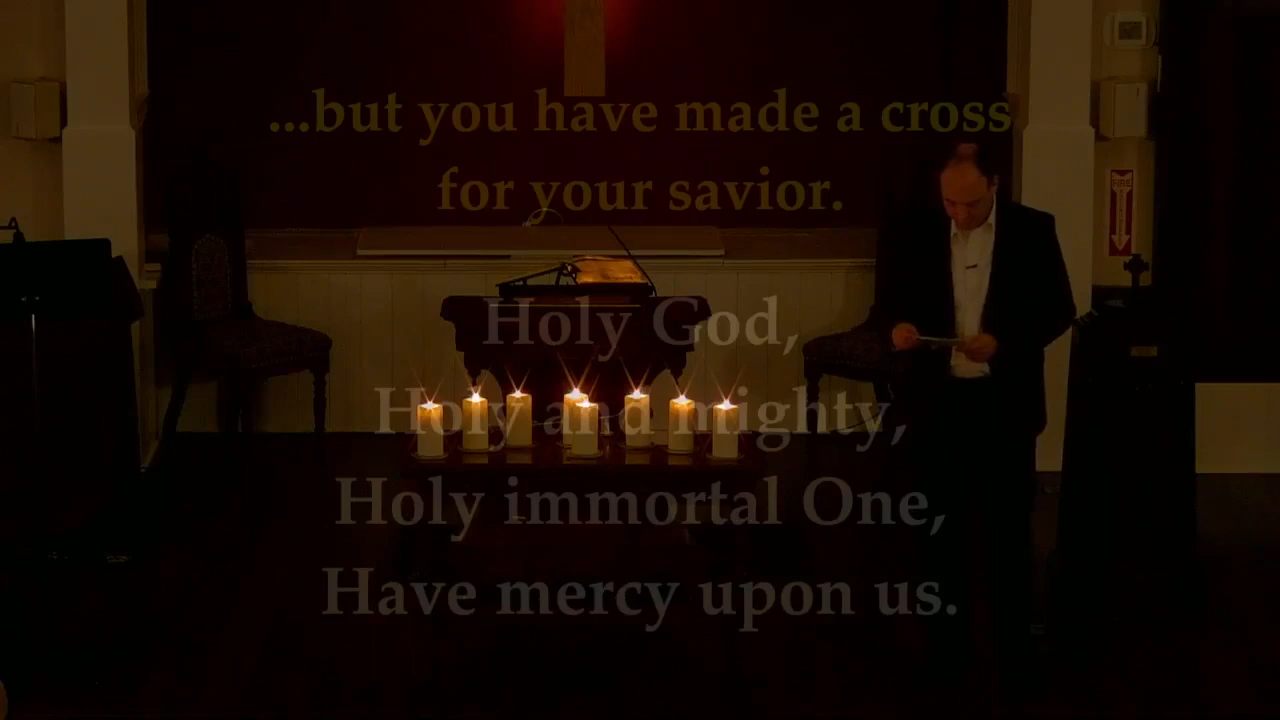 ...but you have made a cross
for your savior.
FIRE
Holy God,
Holy and mighty,
Holy immortal One,
Have mercy upon us.